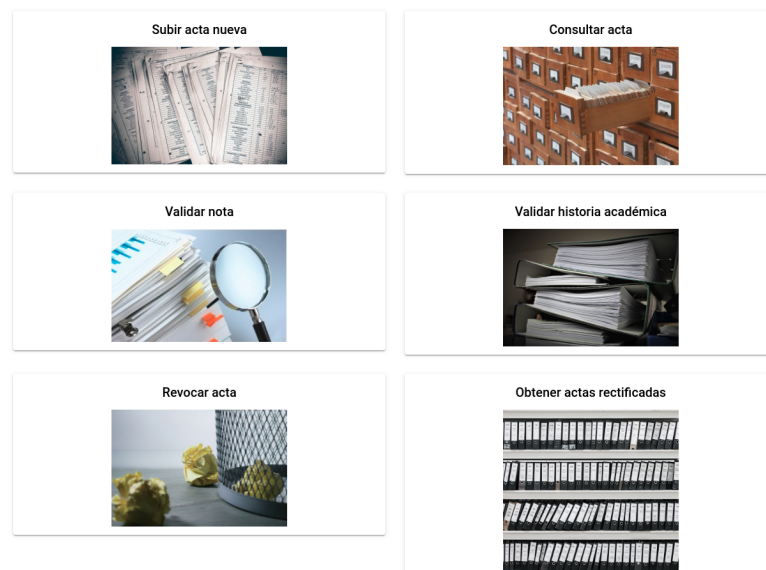 Subir acta nueva
Consultar acta
Validar nota
Validar historia académica
Revocar acta
Obtener actas rectificadas